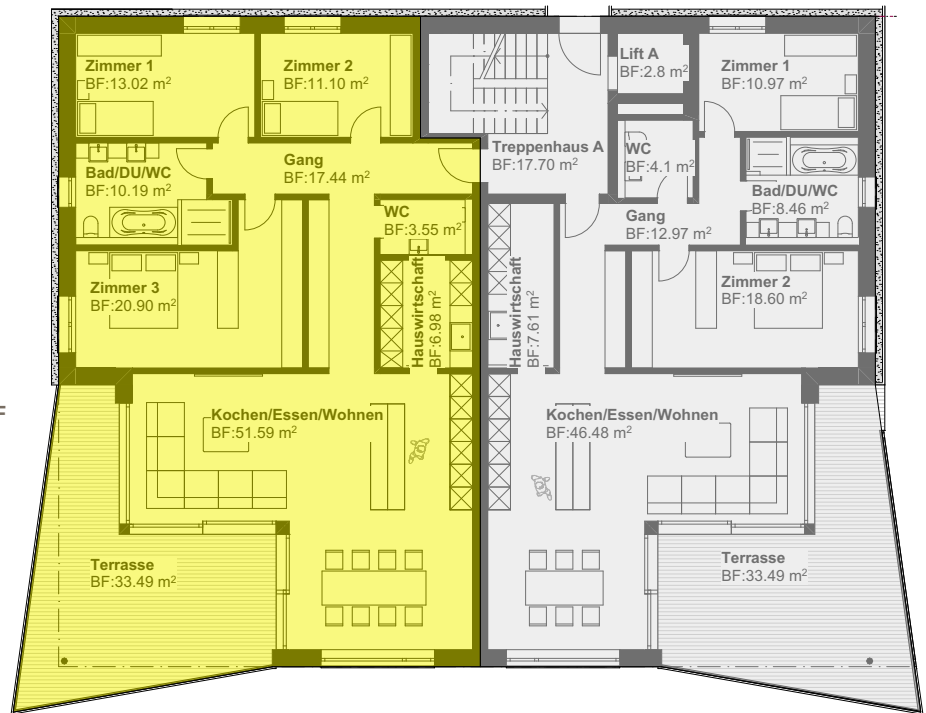 Zimmer 1
BF:13.02 m²
Zimmer 2
BF:11.10 m²
Lift A
BF:2.8 m²
Zimmer 1
BF:10.97 m²
Bad/DU/WC
BF:10.19 m²
Gang
BF:17.44 m²
Treppenhaus A
BF:17.70 m²
WC
BF:4.1 m²
Bad/DU/WC
BF:8.46 m²
WC
BF:3.55 m²
Gang
BF:12.97 m²
Zimmer 3
BF:20.90 m²
Hauswirtschaft
BF:6.98 m²
Hauswirtschaft
BF:7.61 m²
Zimmer 2
BF:18.60 m²
Kochen/Essen/Wohnen
BF:51.59 m²
Kochen/Essen/Wohnen
BF:46.48 m²
Terrasse
BF:33.49 m²
Terrasse
BF:33.49 m²